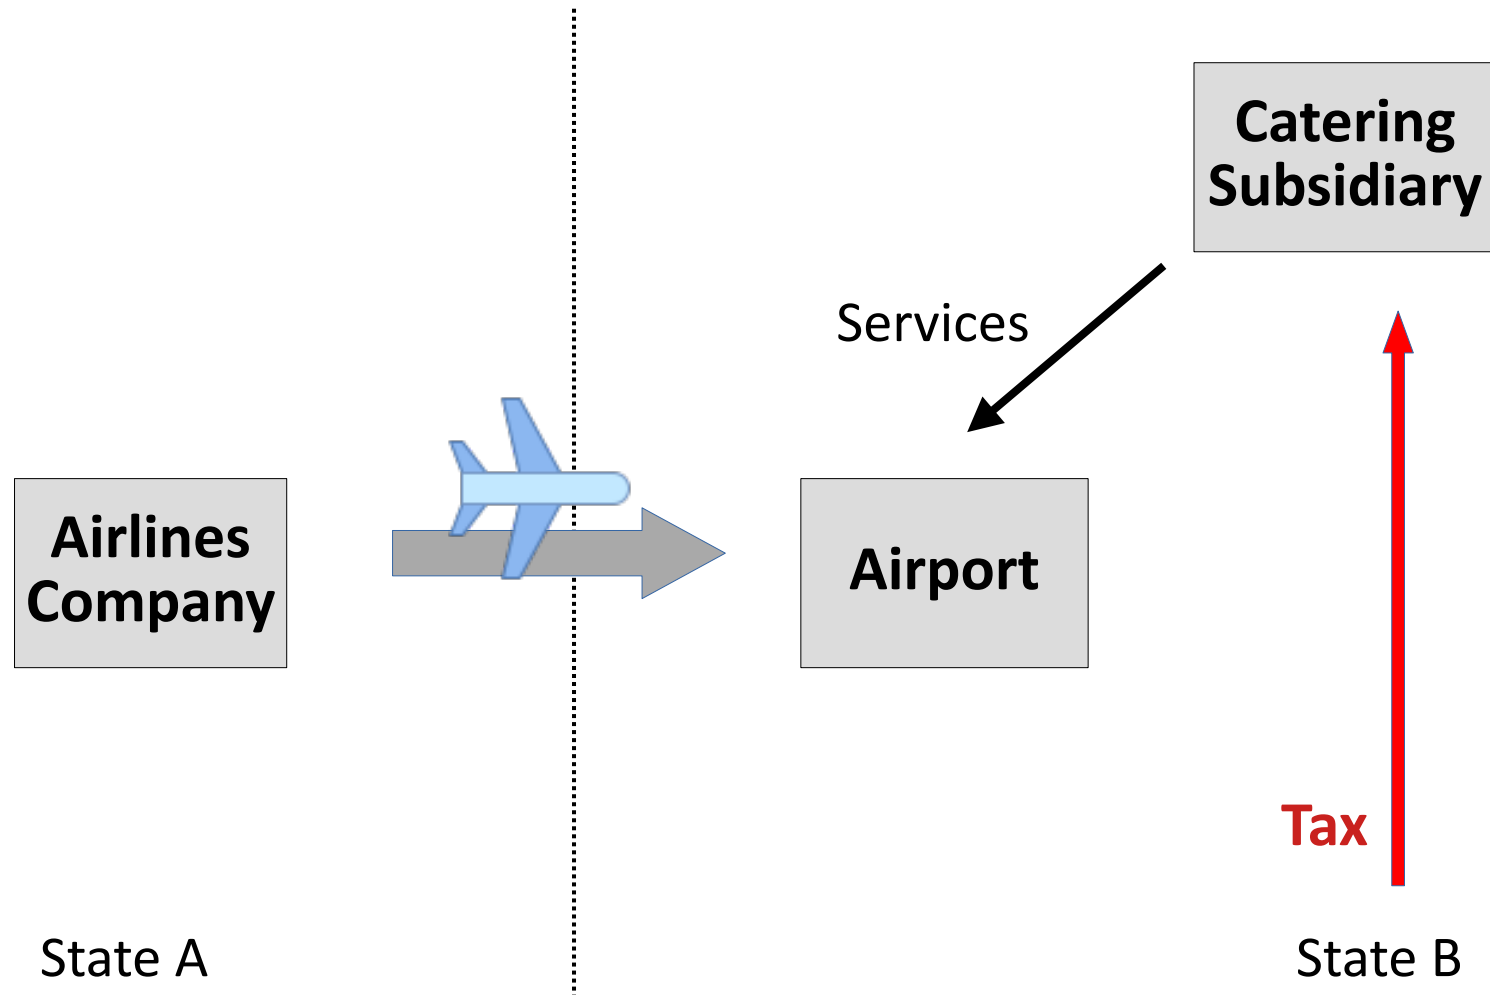 Catering
Subsidiary
Services
Airlines
Company
Airport
Tax
State A
State B